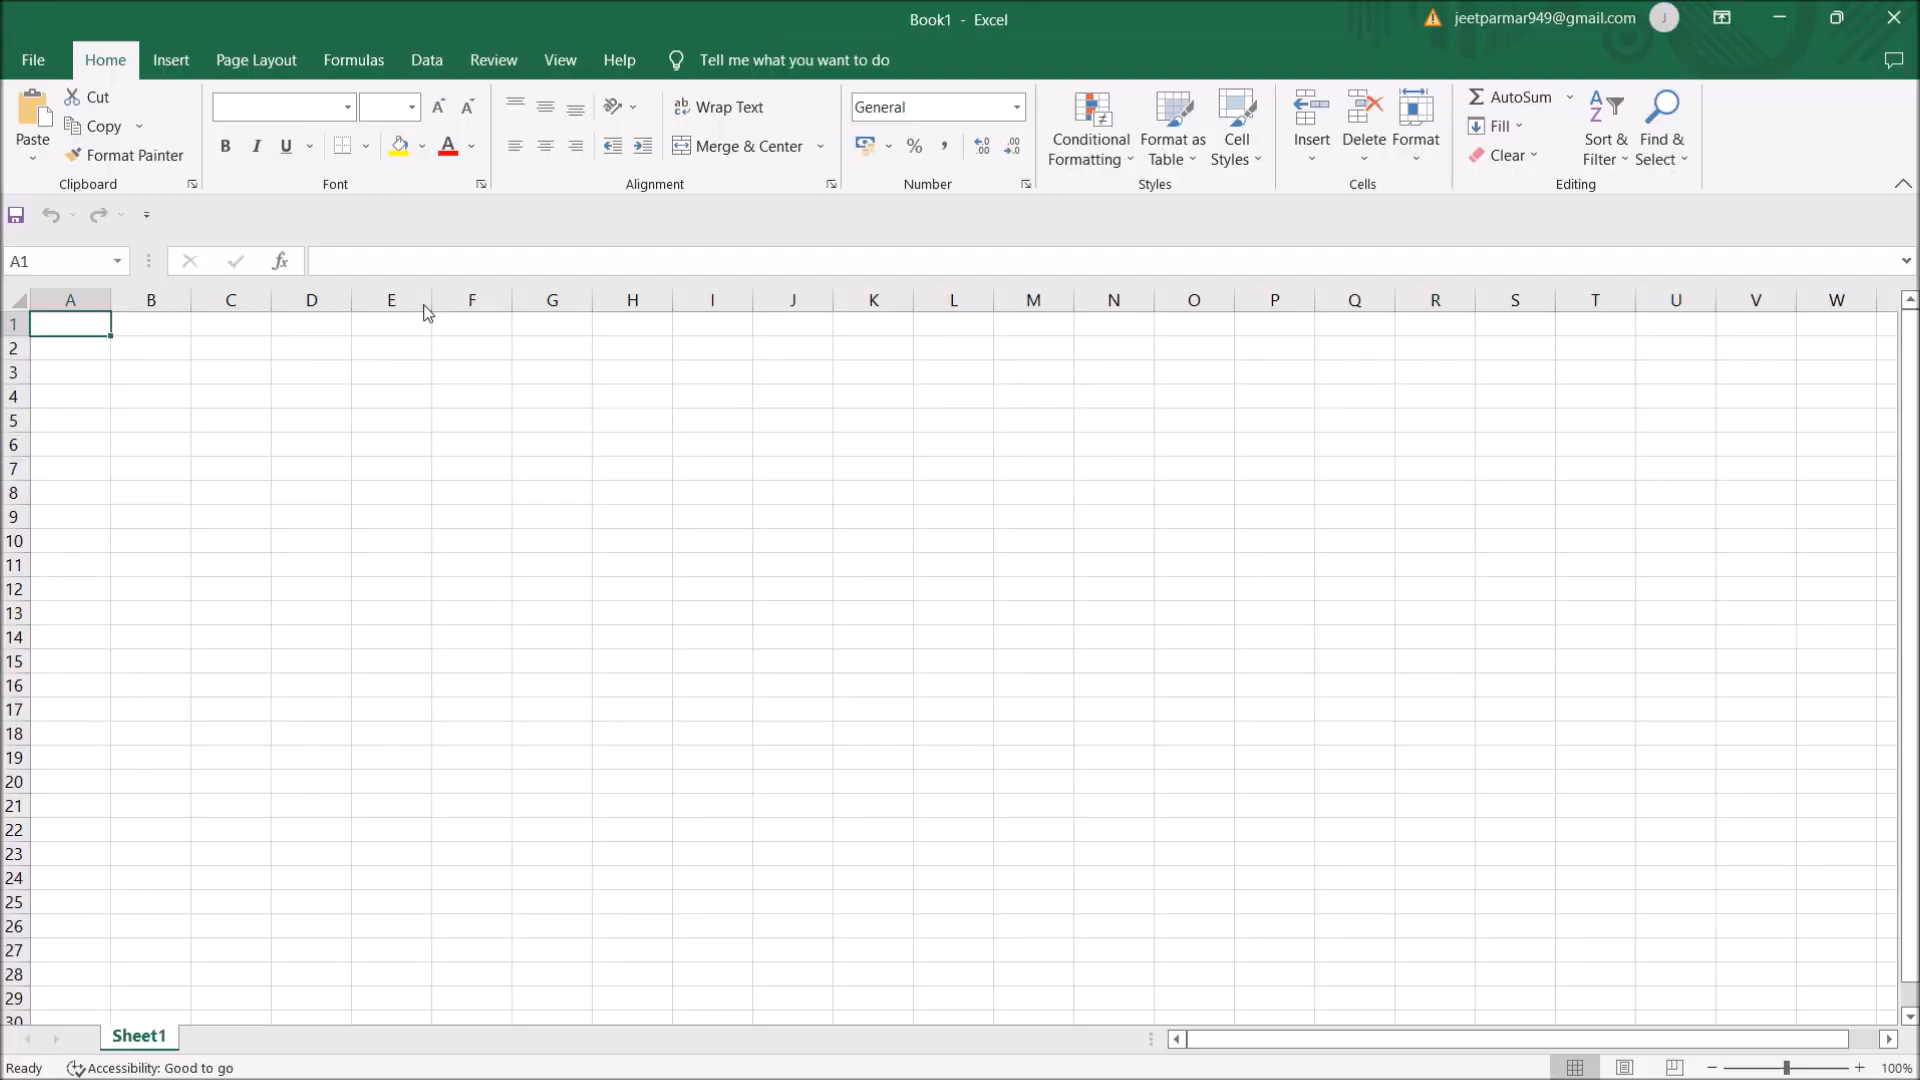 Book1 - Excel
jeetparmar949@gmail.com J
File Home Insert Page Layout Formulas Data Review View Help Tell me what you want to do
Paste
Cut
Copy
Format Painter
Clipboard
A A
B I U A
Font
ab Wrap Text
Merge & Center
Alignment
General
% , .00
Number
Conditional Formatting
Format as Table
Cell Styles
Styles
Insert
Delete
Format
Cells
AutoSum
Fill
Clear
Sort & Filter
Find & Select
Editing
A1
fx
A B C D E F G H I J K L M N O P Q R S T U V W
1
2
3
4
5
6
7
8
9
10
11
12
13
14
15
16
17
18
19
20
21
22
23
24
25
26
27
28
29
30
Sheet1
Ready Accessibility: Good to go 100%